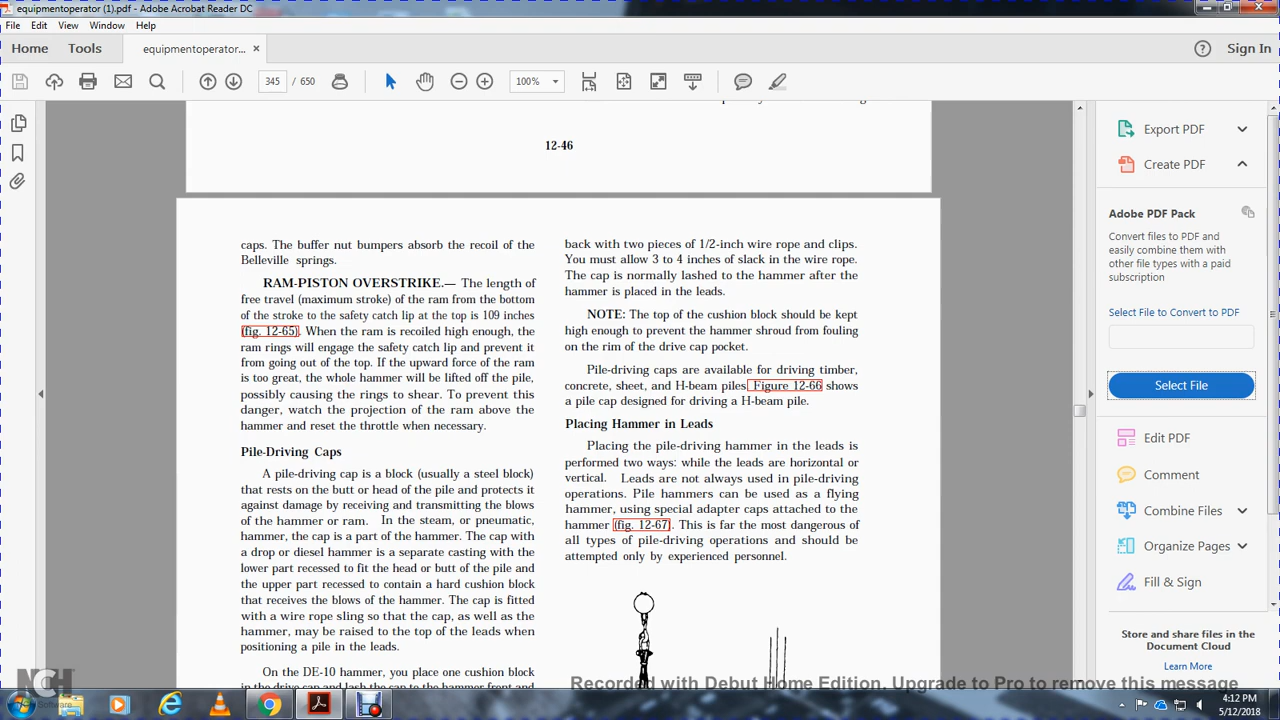 equipmentoperator (1).pdf - Adobe Acrobat Reader DC
File Edit View Window Help
Home Tools equipmentoperator... Sign In
345 / 650 100%
12-46
caps. The buffer nut bumpers absorb the recoil of the
Belleville springs.
RAM-PISTON OVERSTRIKE.— The length of
free travel (maximum stroke) of the ram from the bottom
of the stroke to the safety catch lip at the top is 109 inches
(fig. 12-65). When the ram is recoiled high enough, the
ram rings will engage the safety catch lip and prevent it
from going out of the top. If the upward force of the ram
is too great, the whole hammer will be lifted off the pile,
possibly causing the rings to shear. To prevent this
danger, watch the projection of the ram above the
hammer and reset the throttle when necessary.
Pile-Driving Caps
A pile-driving cap is a block (usually a steel block)
that rests on the butt or head of the pile and protects it
against damage by receiving and transmitting the blows
of the hammer or ram. In the steam, or pneumatic,
hammer, the cap is a part of the hammer. The cap with
a drop or diesel hammer is a separate casting with the
lower part recessed to fit the head or butt of the pile and
the upper part recessed to contain a hard cushion block
that receives the blows of the hammer. The cap is fitted
with a wire rope sling so that the cap, as well as the
hammer, may be raised to the top of the leads when
positioning a pile in the leads.
On the DE-10 hammer, you place one cushion block
in the drive cap and lash the cap to the hammer front and
back with two pieces of 1/2-inch wire rope and clips.
You must allow 3 to 4 inches of slack in the wire rope.
The cap is normally lashed to the hammer after the
hammer is placed in the leads.
NOTE: The top of the cushion block should be kept
high enough to prevent the hammer shroud from fouling
on the rim of the drive cap pocket.
Pile-driving caps are available for driving timber,
concrete, sheet, and H-beam piles. Figure 12-66 shows
a pile cap designed for driving a H-beam pile.
Placing Hammer in Leads
Placing the pile-driving hammer in the leads is
performed two ways: while the leads are horizontal or
vertical. Leads are not always used in pile-driving
operations. Pile hammers can be used as a flying
hammer, using special adapter caps attached to the
hammer (fig. 12-67). This is far the most dangerous of
all types of pile-driving operations and should be
attempted only by experienced personnel.
Export PDF
Create PDF
Adobe PDF Pack
Convert files to PDF and
easily combine them with
other file types with a paid
subscription
Select File to Convert to PDF
Select File
Edit PDF
Comment
Combine Files
Organize Pages
Fill & Sign
Store and share files in the
Document Cloud
Learn More
NCH
Software
Recorded with Debut Home Edition. Upgrade to Pro to remove this message
4:12 PM
5/12/2018